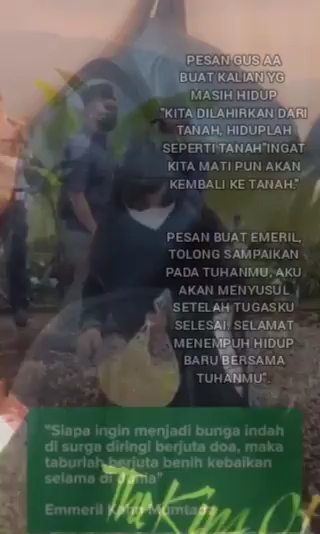 PESAN GUS AA
BUAT KALIAN YG
MASIH HIDUP
"KITA DILAHIRKAN DARI
TANAH, HIDUPLAH
SEPERTI TANAH"INGAT
KITA MATI PUN AKAN
KEMBALI KE TANAH."
PESAN BUAT EMERIL,
TOLONG SAMPAIKAN
PADA TUHANMU, AKU
AKAN MENYUSUL
SETELAH TUGASKU
SELESAI. SELAMAT
MENEMPUH HIDUP
BARU BERSAMA
TUHANMU".
"Siapa ingin menjadi bunga indah
di surga diringi berjuta doa, maka
taburlah berjuta benih kebaikan
selama di dunia"
Emmeril Kahn Mumtadz
The King Of